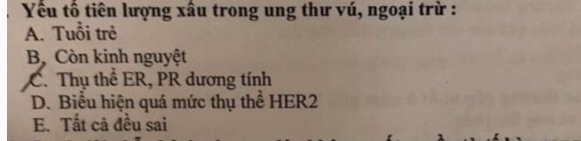 . Yếu tố tiên lượng xấu trong ung thư vú, ngoại trừ :
A. Tuổi trẻ
B. Còn kinh nguyệt
C. Thụ thể ER, PR dương tính
D. Biểu hiện quá mức thụ thể HER2
E. Tất cả đều sai